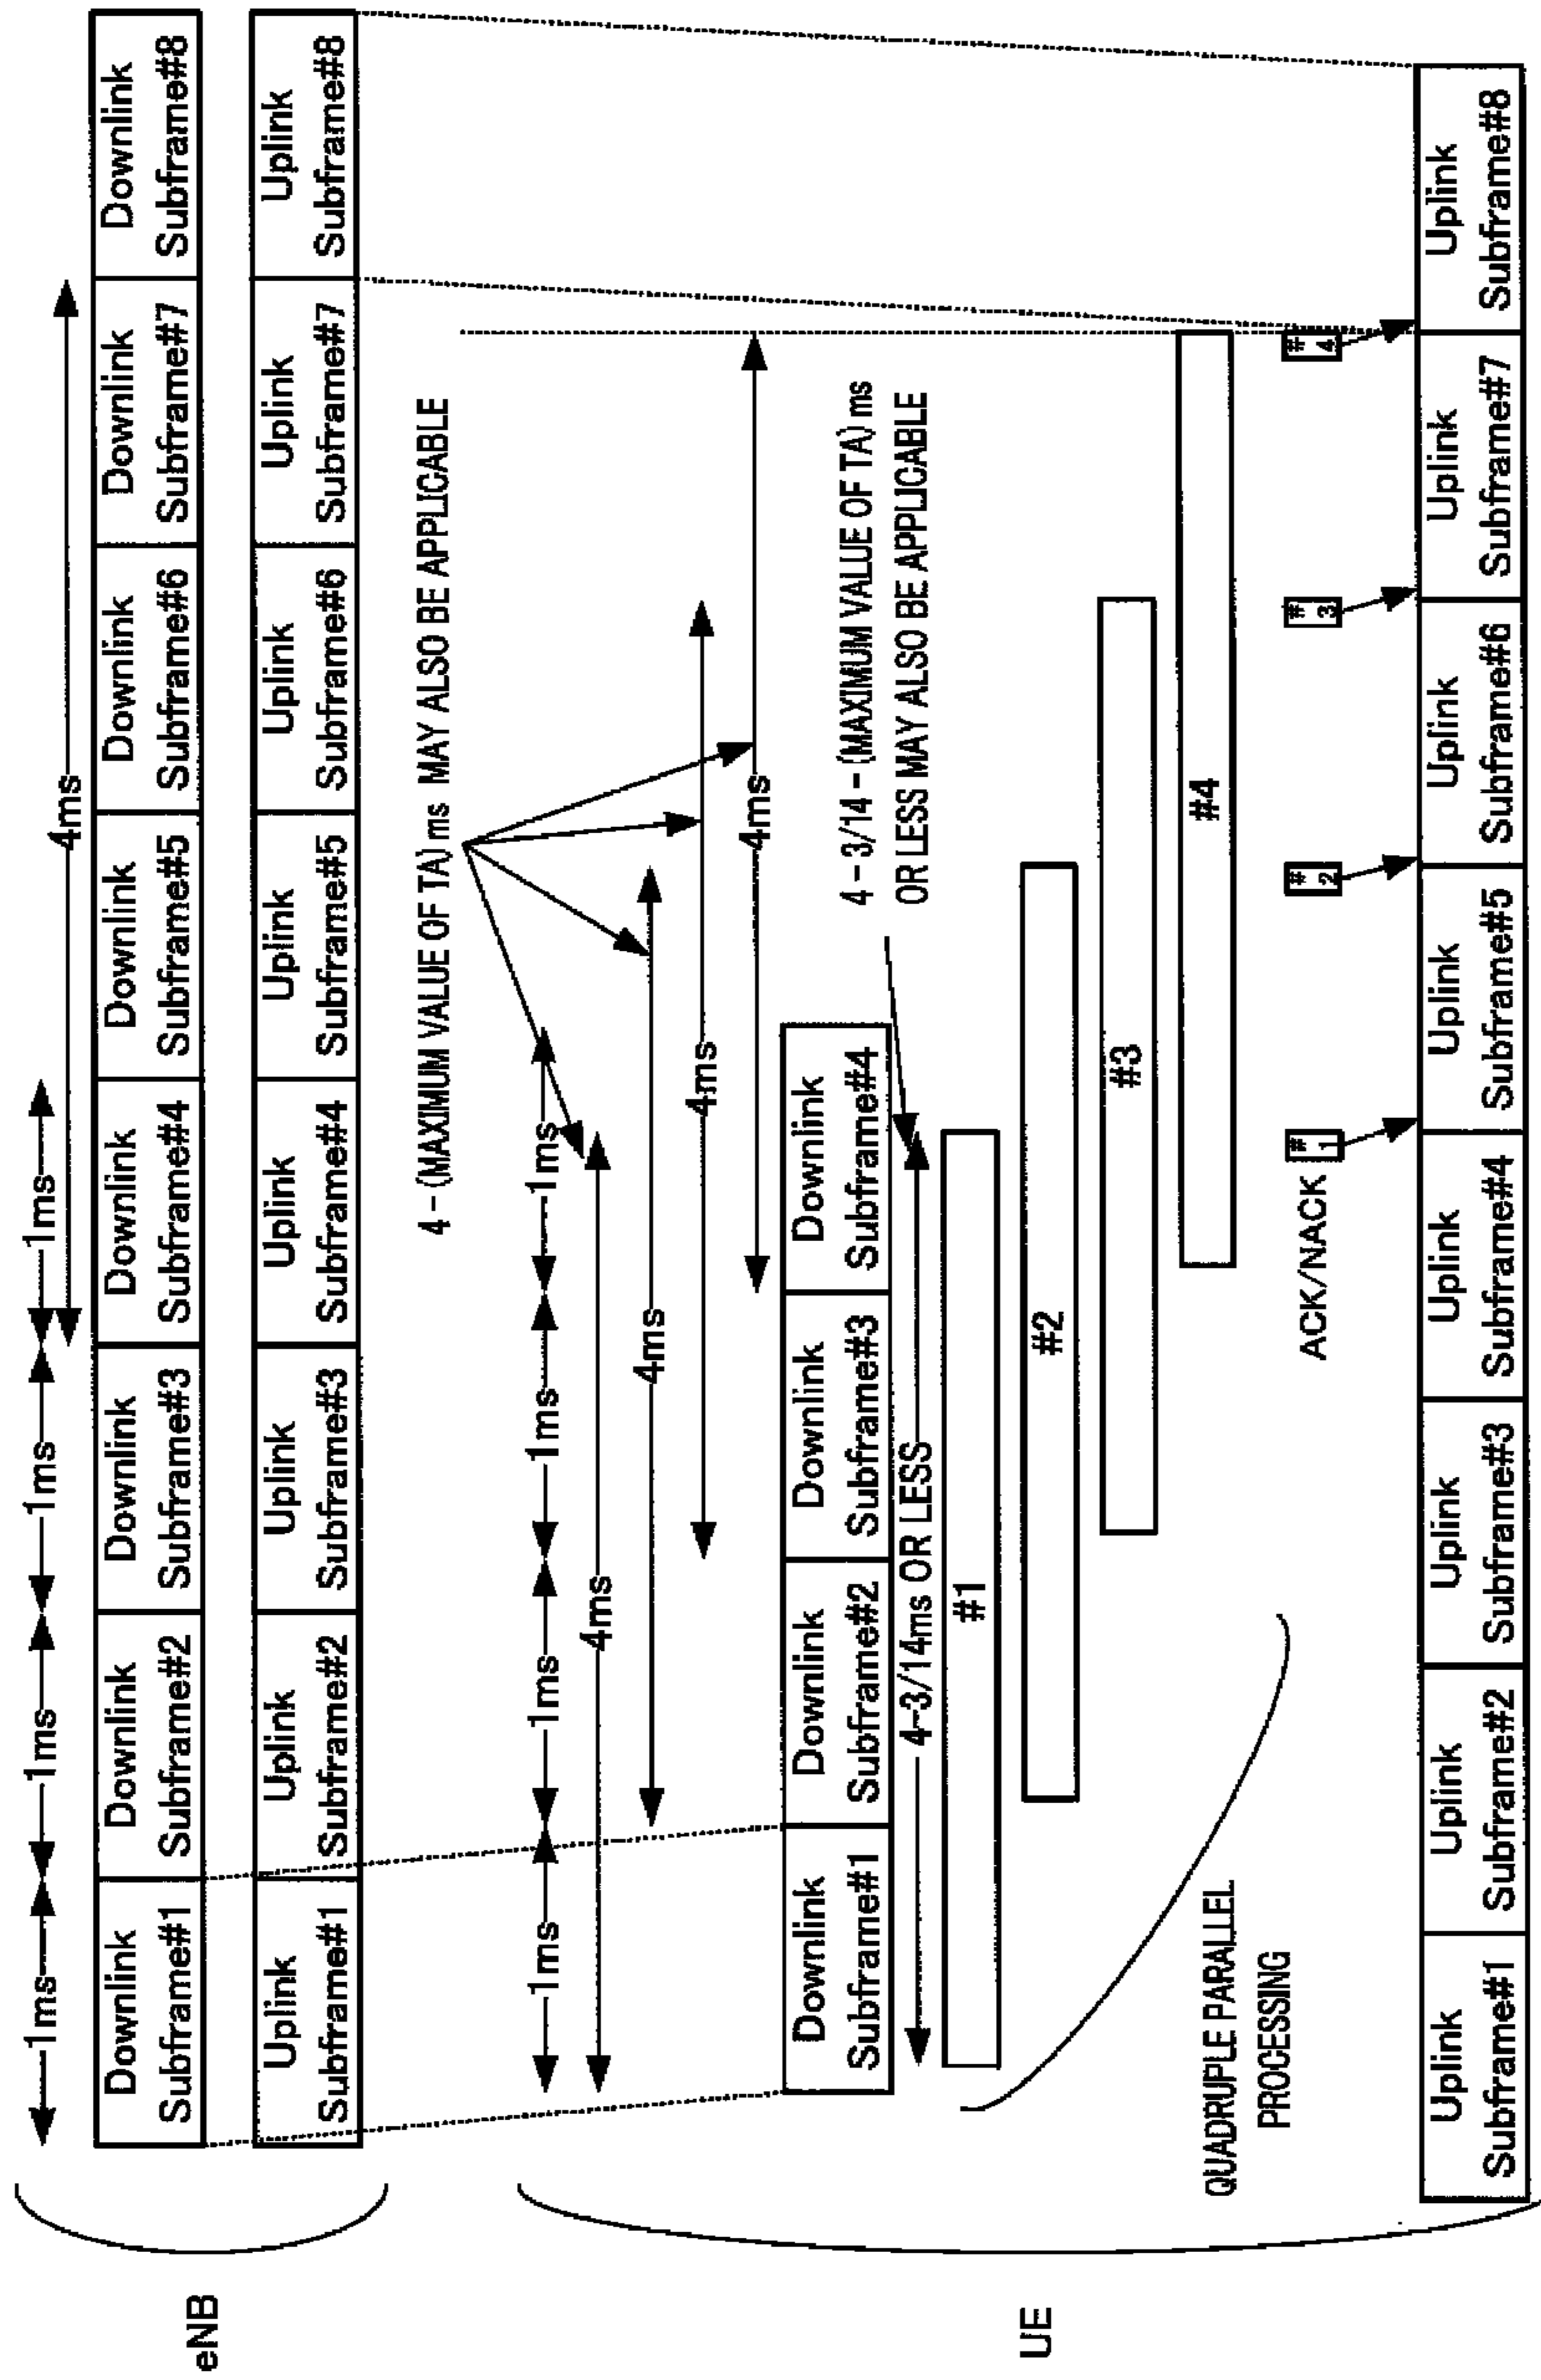 eNB
1ms
1ms
1ms
1ms
4ms
Downlink
Subframe#1
Downlink
Subframe#2
Downlink
Subframe#3
Downlink
Subframe#4
Downlink
Subframe#5
Downlink
Subframe#6
Downlink
Subframe#7
Downlink
Subframe#8
Uplink
Subframe#1
Uplink
Subframe#2
Uplink
Subframe#3
Uplink
Subframe#4
Uplink
Subframe#5
Uplink
Subframe#6
Uplink
Subframe#7
Uplink
Subframe#8
UE
4 - (MAXIMUM VALUE OF TA) ms MAY ALSO BE APPLICABLE
1ms
1ms
1ms
1ms
4ms
4ms
4ms
4ms
Downlink
Subframe#1
Downlink
Subframe#2
Downlink
Subframe#3
Downlink
Subframe#4
4 - 3/14 - (MAXIMUM VALUE OF TA) ms
OR LESS MAY ALSO BE APPLICABLE
4-3/14ms OR LESS
#1
#2
#3
#4
QUADRUPLE PARALLEL
PROCESSING
ACK/NACK
#
1
#
2
#
3
#
4
Uplink
Subframe#1
Uplink
Subframe#2
Uplink
Subframe#3
Uplink
Subframe#4
Uplink
Subframe#5
Uplink
Subframe#6
Uplink
Subframe#7
Uplink
Subframe#8